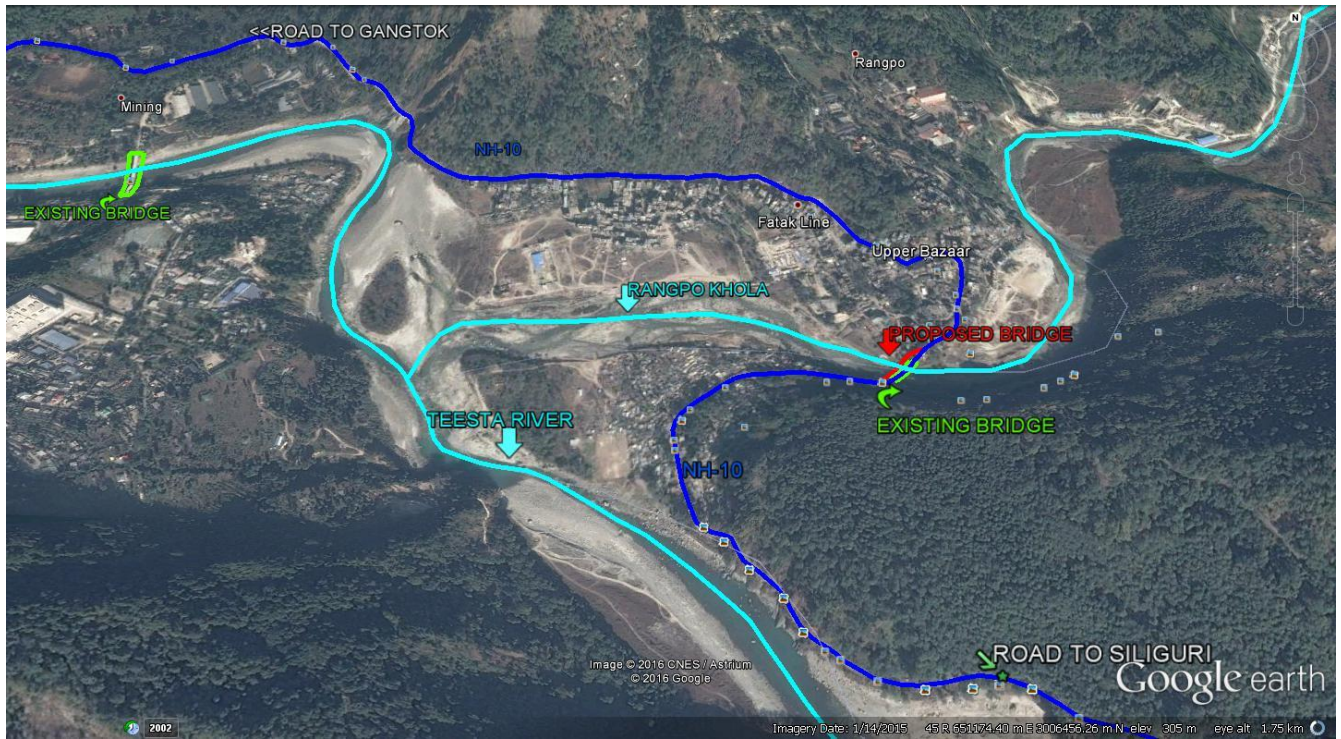 <<ROAD TO GANGTOK
N
Rangpo
Mining
NH-10
EXISTING BRIDGE
Fatak Line
Upper Bazaar
RANGPO KHOLA
PROPOSED BRIDGE
TEESTA RIVER
EXISTING BRIDGE
NH-10
ROAD TO SILIGURI
Image © 2016 CNES / Astrium
© 2016 Google
Google earth
2002
Imagery Date: 1/14/2015 45 R 651174.40 m E 3006456.26 m N elev 305 m eye alt 1.75 km